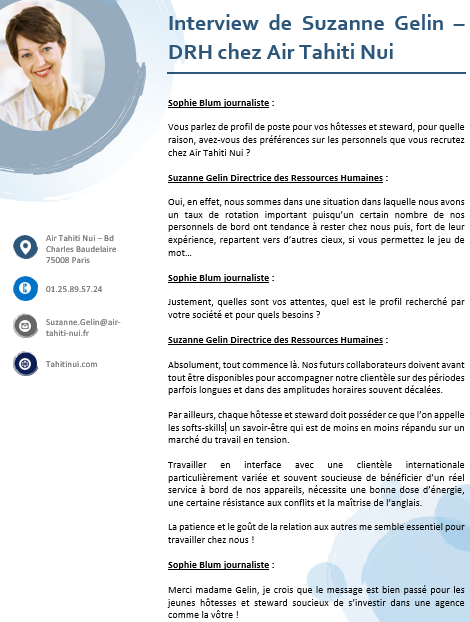 Interview de Suzanne Gelin –
DRH chez Air Tahiti Nui
Sophie Blum journaliste :
Vous parlez de profil de poste pour vos hôtesses et steward, pour quelle
raison, avez-vous des préférences sur les personnels que vous recrutez
chez Air Tahiti Nui ?
Suzanne Gelin Directrice des Ressources Humaines :
Oui, en effet, nous sommes dans une situation dans laquelle nous avons
un taux de rotation important puisqu’un certain nombre de nos
personnels de bord ont tendance à rester chez nous puis, fort de leur
expérience, repartent vers d’autres cieux, si vous permettez le jeu de
mot…
Sophie Blum journaliste :
Justement, quelles sont vos attentes, quel est le profil recherché par
votre société et pour quels besoins ?
Suzanne Gelin Directrice des Ressources Humaines :
Absolument, tout commence là. Nos futurs collaborateurs doivent avant
tout être disponibles pour accompagner notre clientèle sur des périodes
parfois longues et dans des amplitudes horaires souvent décalées.
Par ailleurs, chaque hôtesse et steward doit posséder ce que l’on appelle
les softs-skills, un savoir-être qui est de moins en moins répandu sur un
marché du travail en tension.
Travailler en interface avec une clientèle internationale
particulièrement variée et souvent soucieuse de bénéficier d’un réel
service à bord de nos appareils, nécessite une bonne dose d’énergie,
une certaine résistance aux conflits et la maîtrise de l’anglais.
La patience et le goût de la relation aux autres me semble essentiel pour
travailler chez nous !
Sophie Blum journaliste :
Merci madame Gelin, je crois que le message est bien passé pour les
jeunes hôtesses et steward soucieux de s’investir dans une agence
comme la vôtre !
Air Tahiti Nui – Bd
Charles Baudelaire
75008 Paris
01.25.89.57.24
Suzanne.Gelin@air-
tahiti-nui.fr
Tahitinui.com